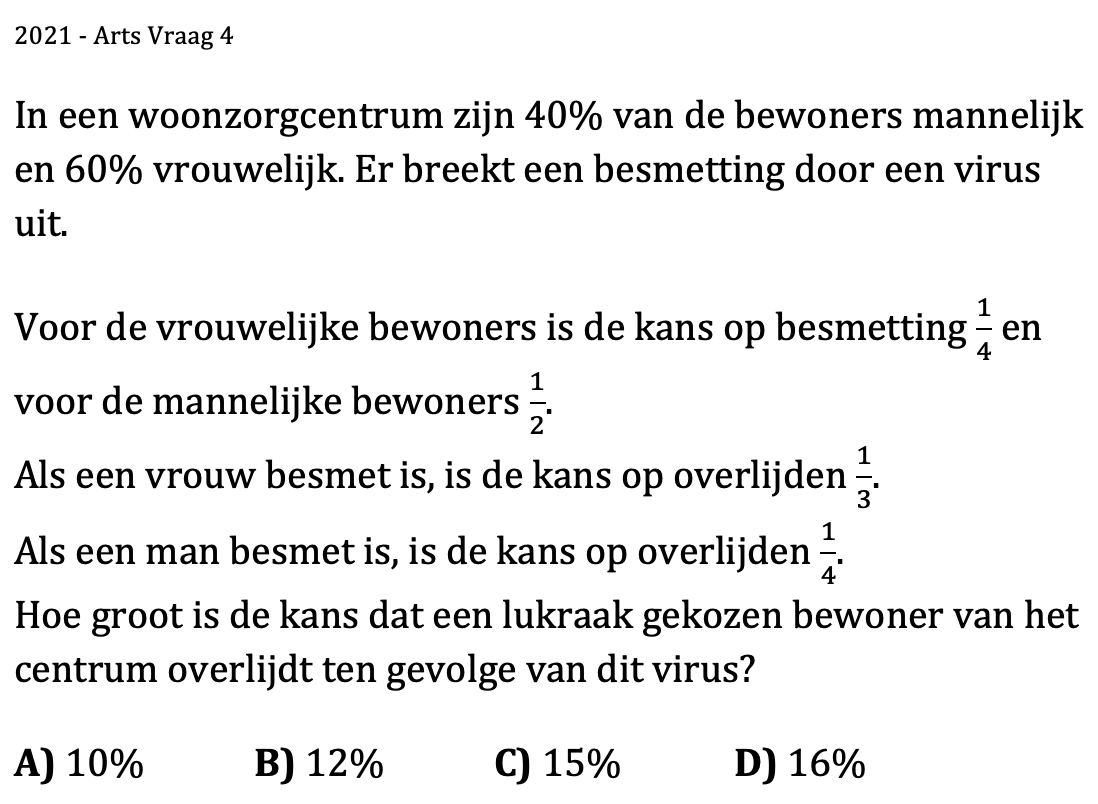 2021 - Arts Vraag 4
In een woonzorgcentrum zijn 40% van de bewoners mannelijk
en 60% vrouwelijk. Er breekt een besmetting door een virus
uit.
Voor de vrouwelijke bewoners is de kans op besmetting 1/4 en
voor de mannelijke bewoners 1/2.
Als een vrouw besmet is, is de kans op overlijden 1/3.
Als een man besmet is, is de kans op overlijden 1/4.
Hoe groot is de kans dat een lukraak gekozen bewoner van het
centrum overlijdt ten gevolge van dit virus?
A) 10% B) 12% C) 15% D) 16%